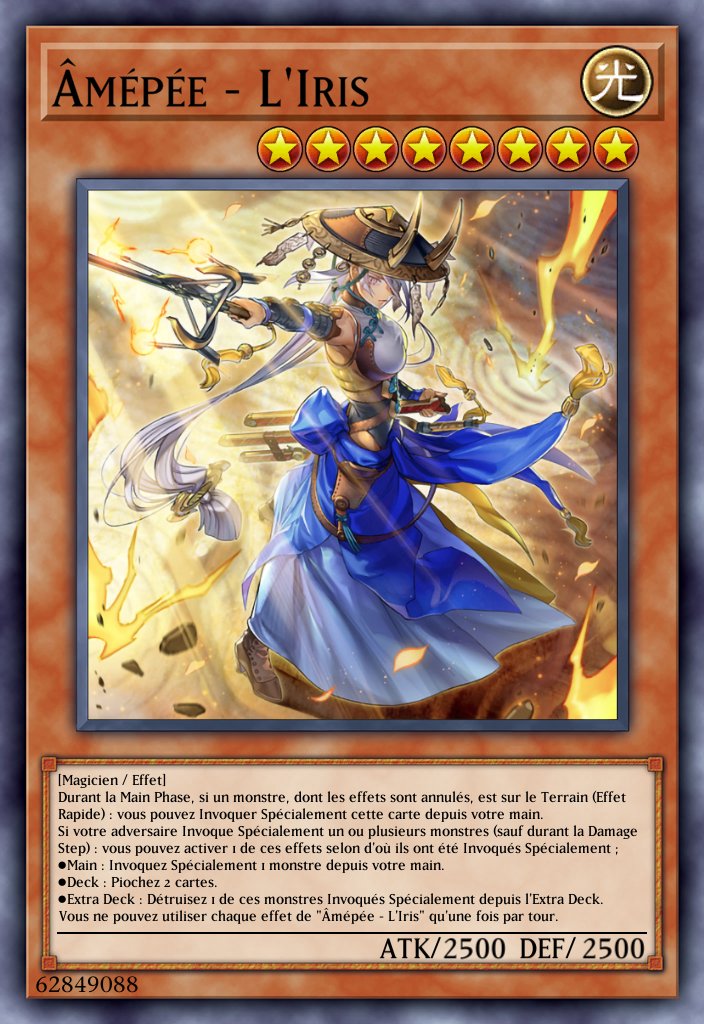 Âmépée - L'Iris
光
[Magicien / Effet]
Durant la Main Phase, si un monstre, dont les effets sont annulés, est sur le Terrain (Effet
Rapide) : vous pouvez Invoquer Spécialement cette carte depuis votre main.
Si votre adversaire Invoque Spécialement un ou plusieurs monstres (sauf durant la Damage
Step) : vous pouvez activer 1 de ces effets selon d'où ils ont été Invoqués Spécialement ;
●Main : Invoquez Spécialement 1 monstre depuis votre main.
●Deck : Piochez 2 cartes.
●Extra Deck : Détruisez 1 de ces monstres Invoqués Spécialement depuis l'Extra Deck.
Vous ne pouvez utiliser chaque effet de "Âmépée - L'Iris" qu'une fois par tour.
ATK/2500 DEF/ 2500
62849088